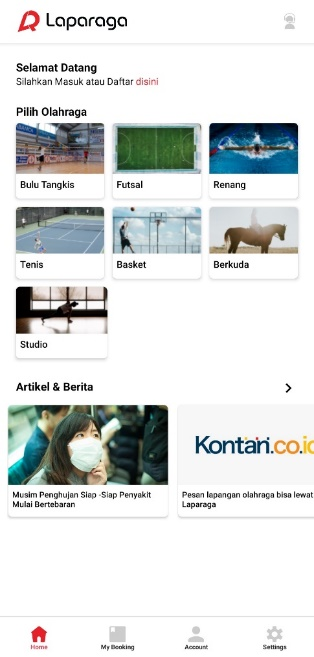 Laparaga
Selamat Datang
Silahkan Masuk atau Daftar disini
Pilih Olahraga
Bulu Tangkis
Futsal
Renang
Tenis
Basket
Berkuda
Studio
Artikel & Berita
Kontan.co.id
Musim Penghujan Siap -Siap Penyakit
Mulai Bertebaran
Pesan lapangan olahraga bisa lewat
Laparaga
Home
My Booking
Account
Settings